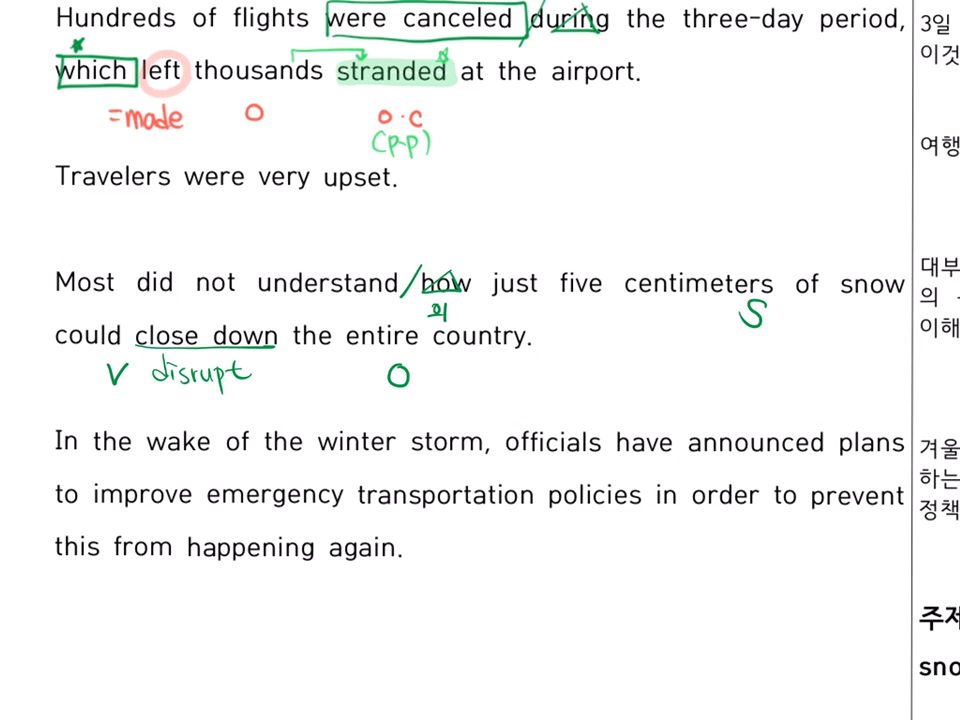 Hundreds of flights were canceled during the three-day period,
which left thousands stranded at the airport.
=made O O.C
(p.p)
Travelers were very upset.
Most did not understand how just five centimeters of snow
의 S
could close down the entire country.
V disrupt O
In the wake of the winter storm, officials have announced plans
to improve emergency transportation policies in order to prevent
this from happening again.
3일
이것
여행
대부
의
이해
겨울
하는
정책
주제
sno